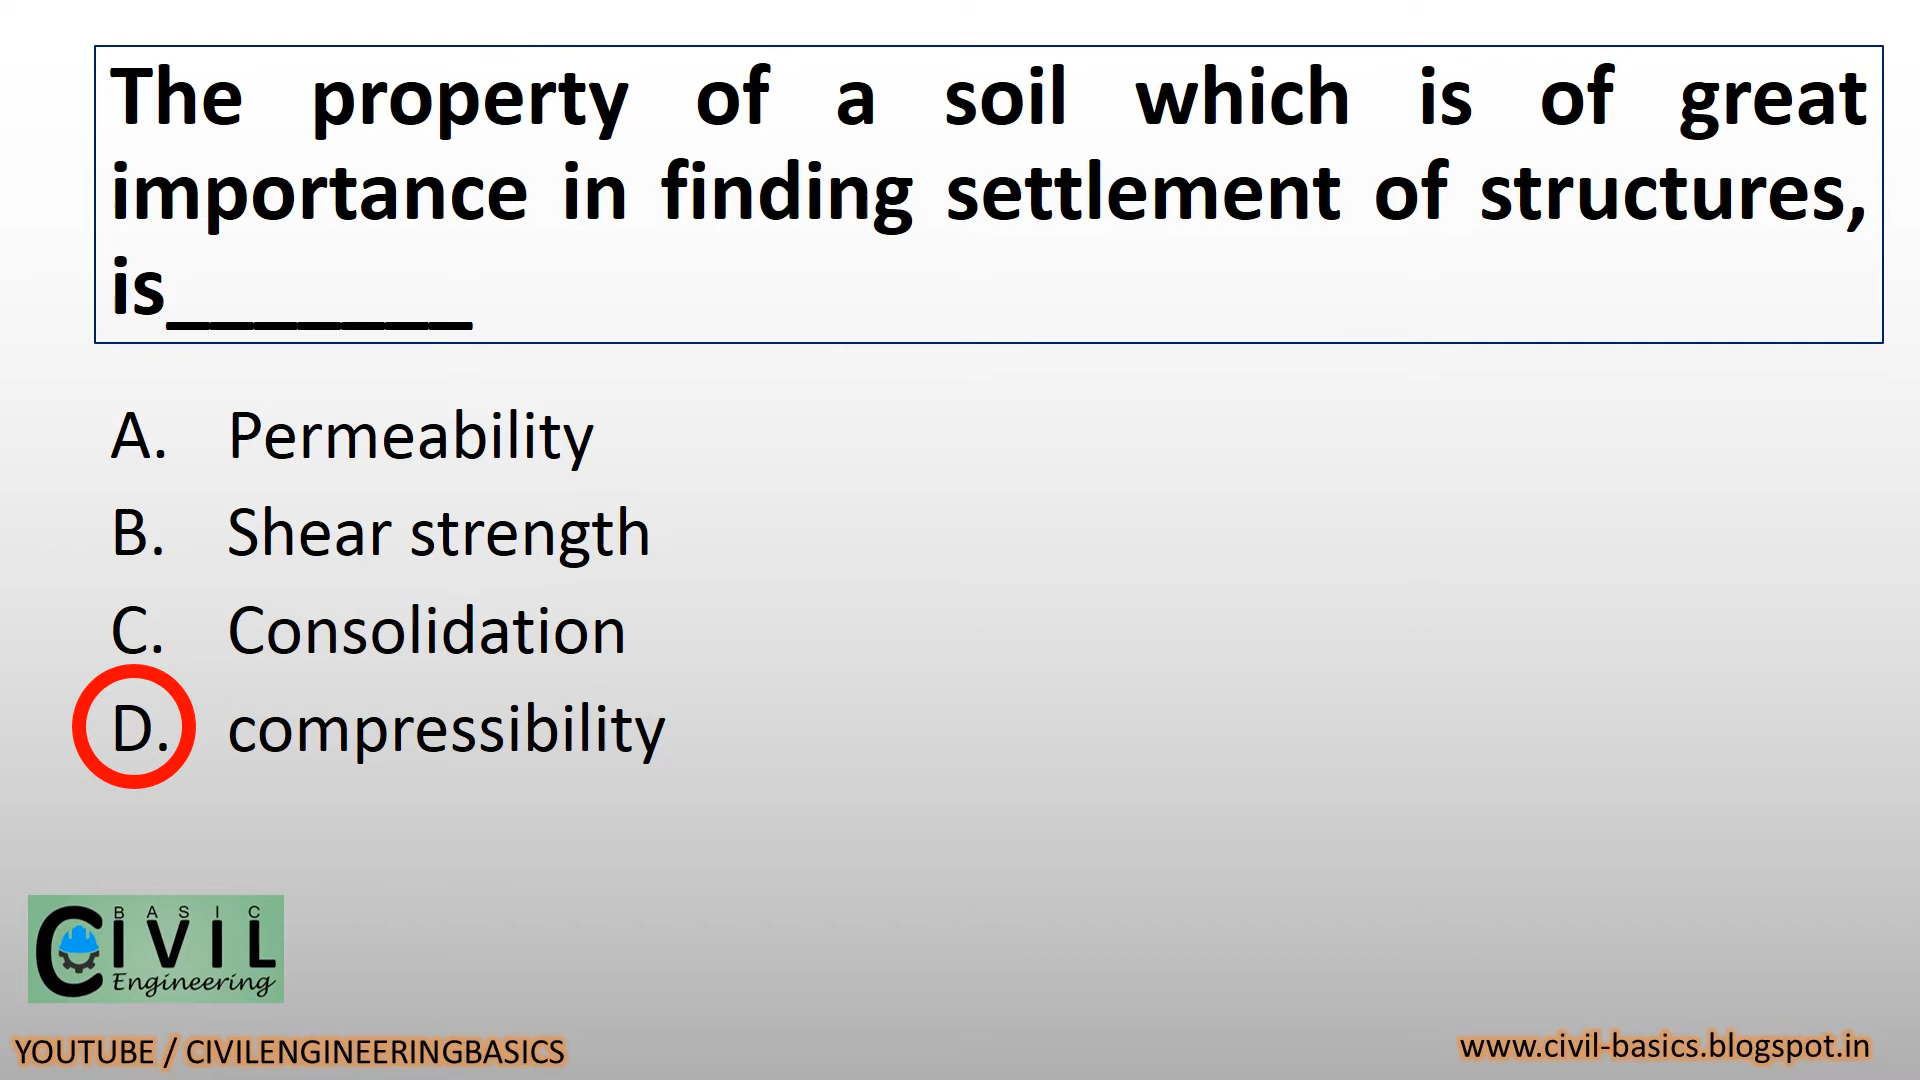 The property of a soil which is of great
importance in finding settlement of structures,
is_______
A. Permeability
B. Shear strength
C. Consolidation
D. compressibility
BASIC
CIVIL
Engineering
YOUTUBE / CIVILENGINEERINGBASICS
www.civil-basics.blogspot.in